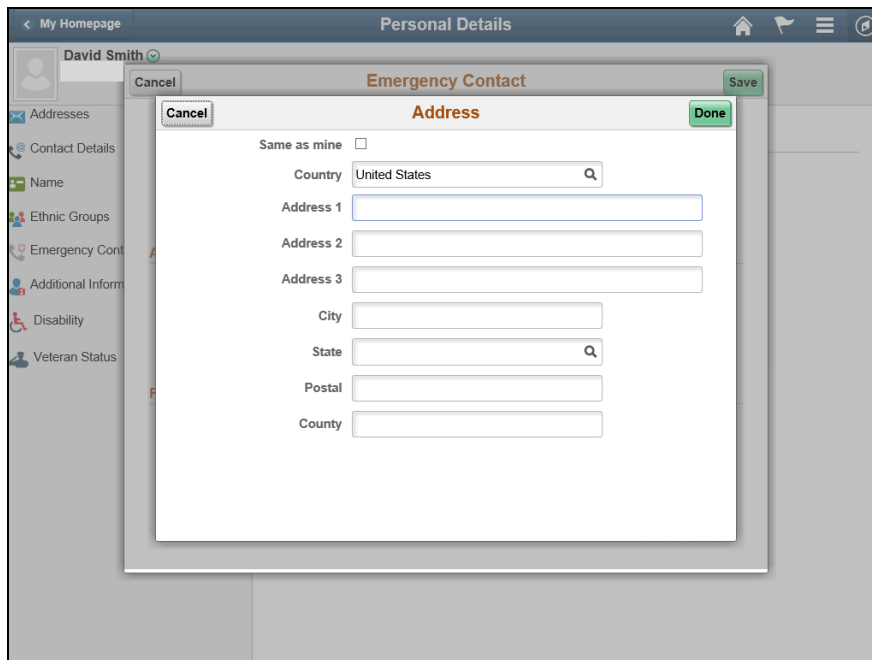 My Homepage
Personal Details
David Smith
Cancel
Emergency Contact
Save
Cancel
Address
Done
Addresses
Contact Details
Name
Ethnic Groups
Emergency Cont
Additional Inform
Disability
Veteran Status
Same as mine
Country United States
Address 1
Address 2
Address 3
City
State
Postal
County